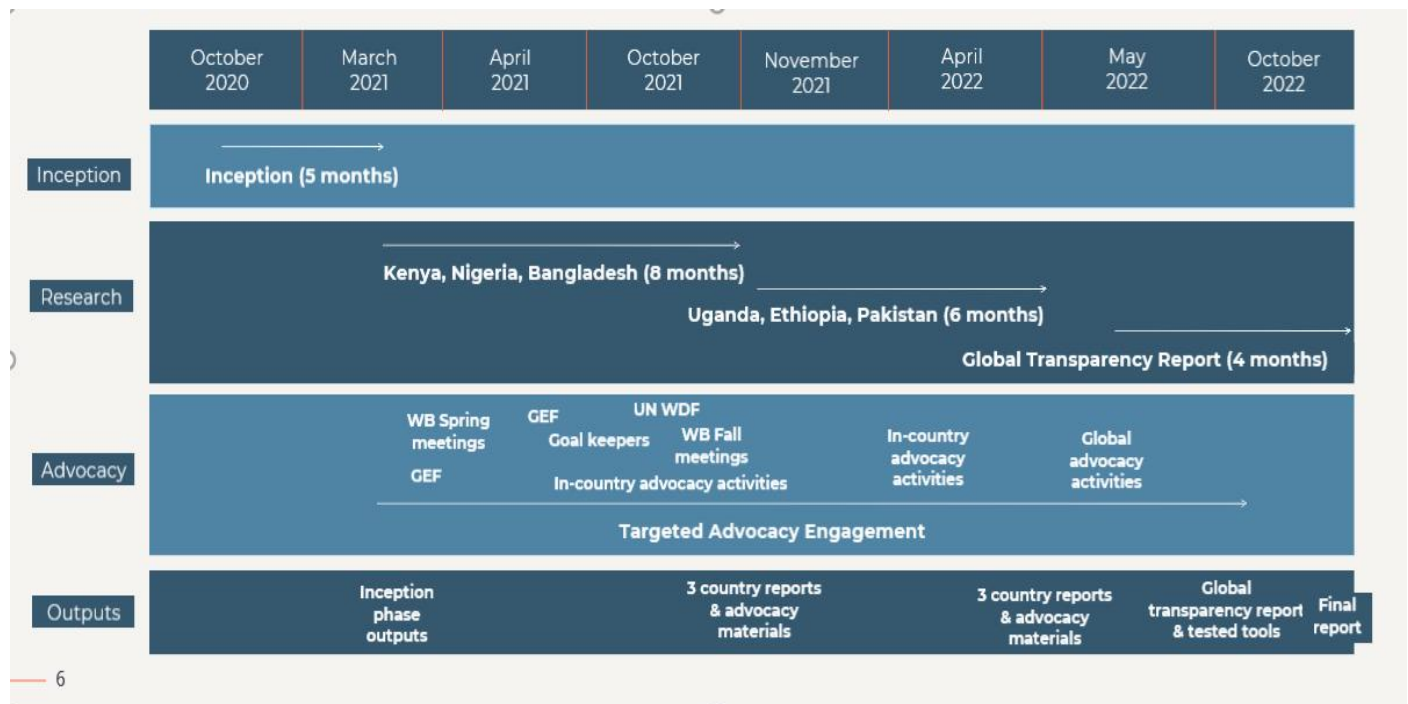 October
2020
March
2021
April
2021
October
2021
November
2021
April
2022
May
2022
October
2022
Inception
Inception (5 months)
Research
Kenya, Nigeria, Bangladesh (8 months)
Uganda, Ethiopia, Pakistan (6 months)
Global Transparency Report (4 months)
Advocacy
WB Spring
meetings
GEF
GEF
Goal keepers
UN WDF
WB Fall
meetings
In-country advocacy activities
In-country
advocacy
activities
Global
advocacy
activities
Targeted Advocacy Engagement
Outputs
Inception
phase
outputs
3 country reports
& advocacy
materials
3 country reports
& advocacy
materials
Global
transparency report
& tested tools
Final
report
6